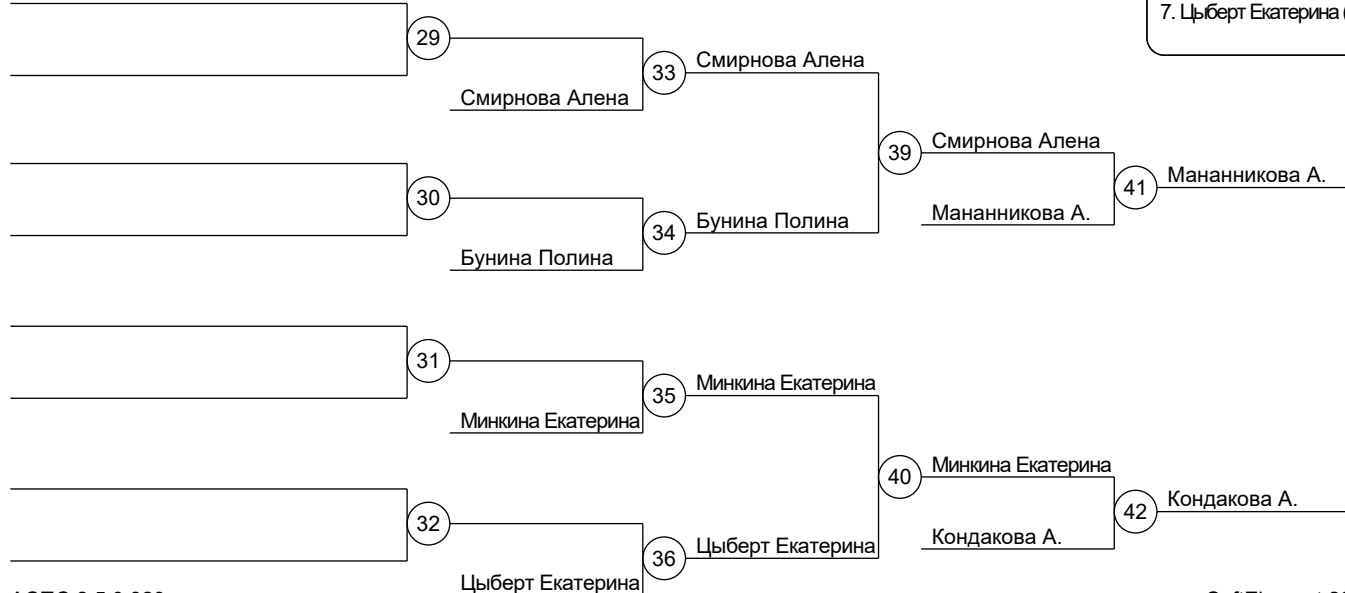 7. Цыберт Екатерина (
29
Смирнова Алена
33
Смирнова Алена
30
Бунина Полина
34
Бунина Полина
39
Смирнова Алена
Мананникова А.
41
Мананникова А.
31
Минкина Екатерина
35
Минкина Екатерина
32
Цыберт Екатерина
36
Цыберт Екатерина
40
Минкина Екатерина
Кондакова А.
42
Кондакова А.